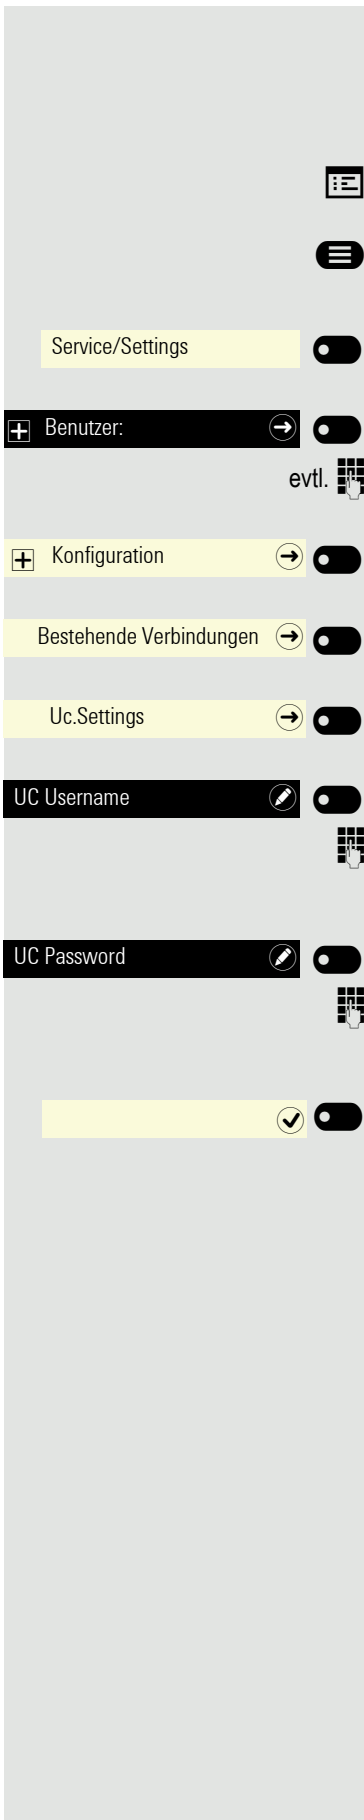 Service/Settings
Benutzer:
evtl.
Konfiguration
Bestehende Verbindungen
Uc.Settings
UC Username
UC Password